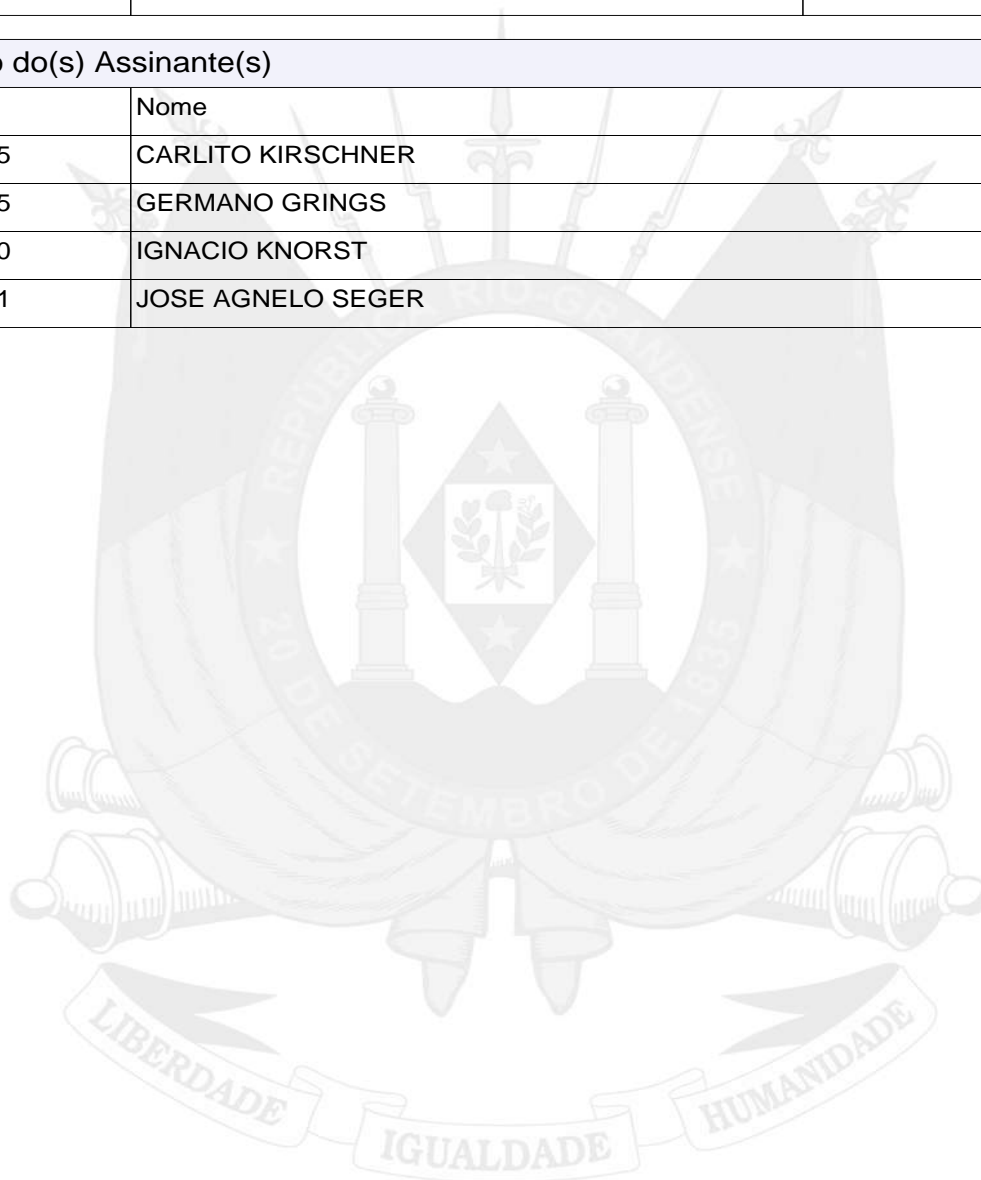 o do(s) Assinante(s)
Nome
5 CARLITO KIRSCHNER
5 GERMANO GRINGS
0 IGNACIO KNORST
1 JOSE AGNELO SEGER
REPÚBLICA RIO-GRANDENSE
20 DE SETEMBRO DE 1835
LIBERDADE IGUALDADE HUMANIDADE